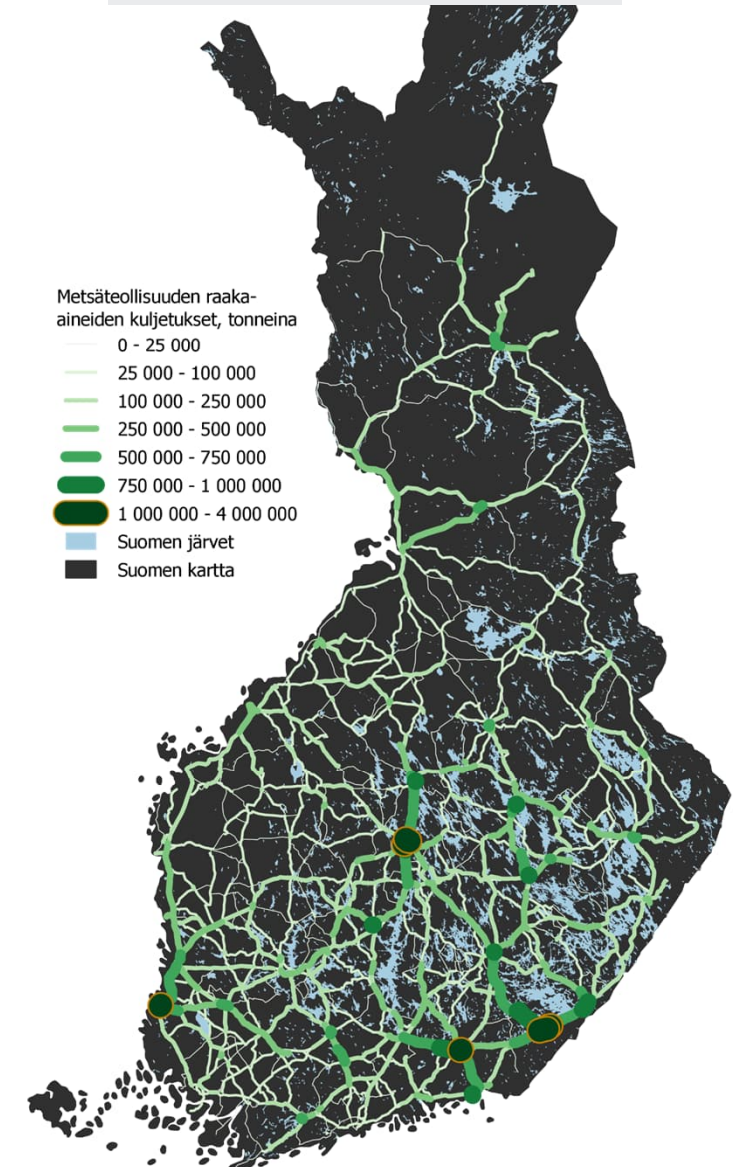 Metsäteollisuuden raaka-
aineiden kuljetukset, tonneina
0 - 25 000
25 000 - 100 000
100 000 - 250 000
250 000 - 500 000
500 000 - 750 000
750 000 - 1 000 000
1 000 000 - 4 000 000
Suomen järvet
Suomen kartta